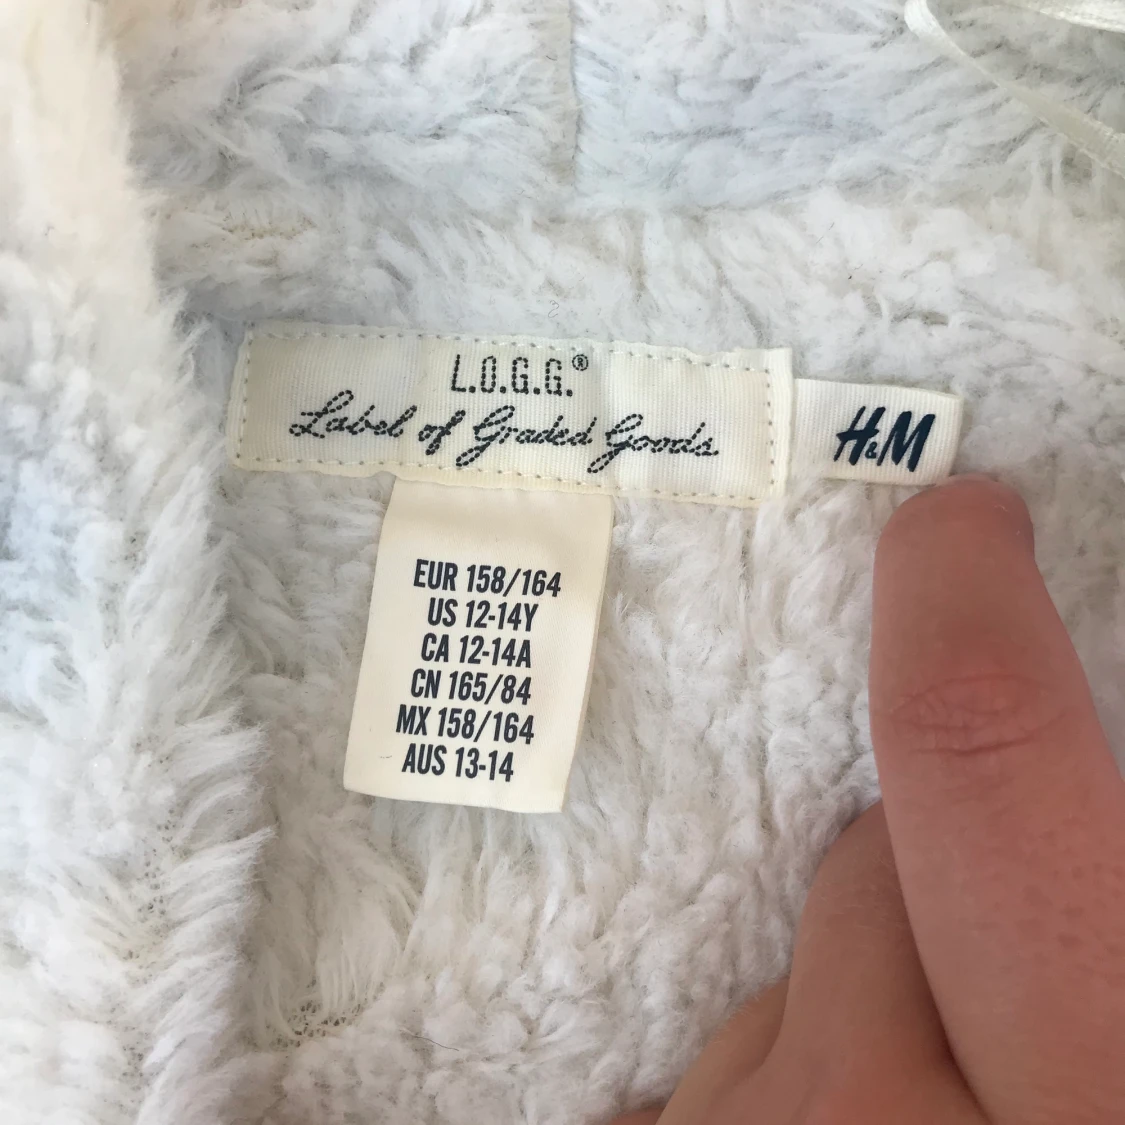 L.O.G.G.®
Label of Graded Goods
H&M
EUR 158/164
US 12-14Y
CA 12-14A
CN 165/84
MX 158/164
AUS 13-14